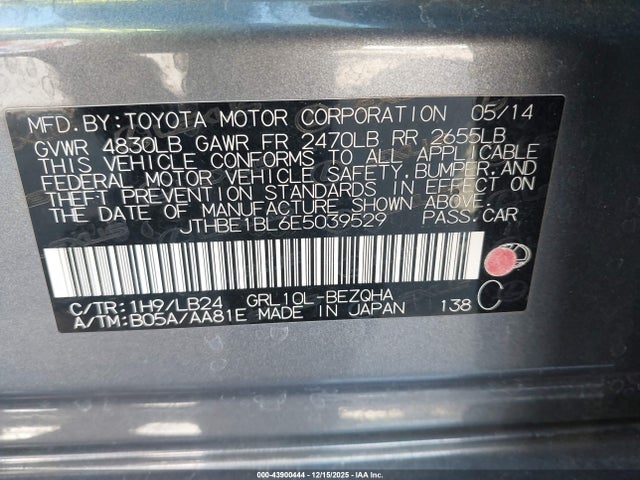 MFD.BY:TOYOTA MOTOR CORPORATION 05/14
GVWR 4830LB GAWR FR 2470LB RR 2655LB
THIS VEHICLE CONFORMS TO ALL APPLICABLE
FEDERAL MOTOR VEHICLE SAFETY,BUMPER,AND
THEFT PREVENTION STANDARDS IN EFFECT ON
THE DATE OF MANUFACTURE SHOWN ABOVE.
JTHBE1BL6E5039529 PASS.CAR
C/TR:1H9/LB24 GRL10L-BEZQHA
A/TM:B05A/AA81E MADE IN JAPAN 138 C
000-43900444 - 12/15/2025 - IAA Inc.